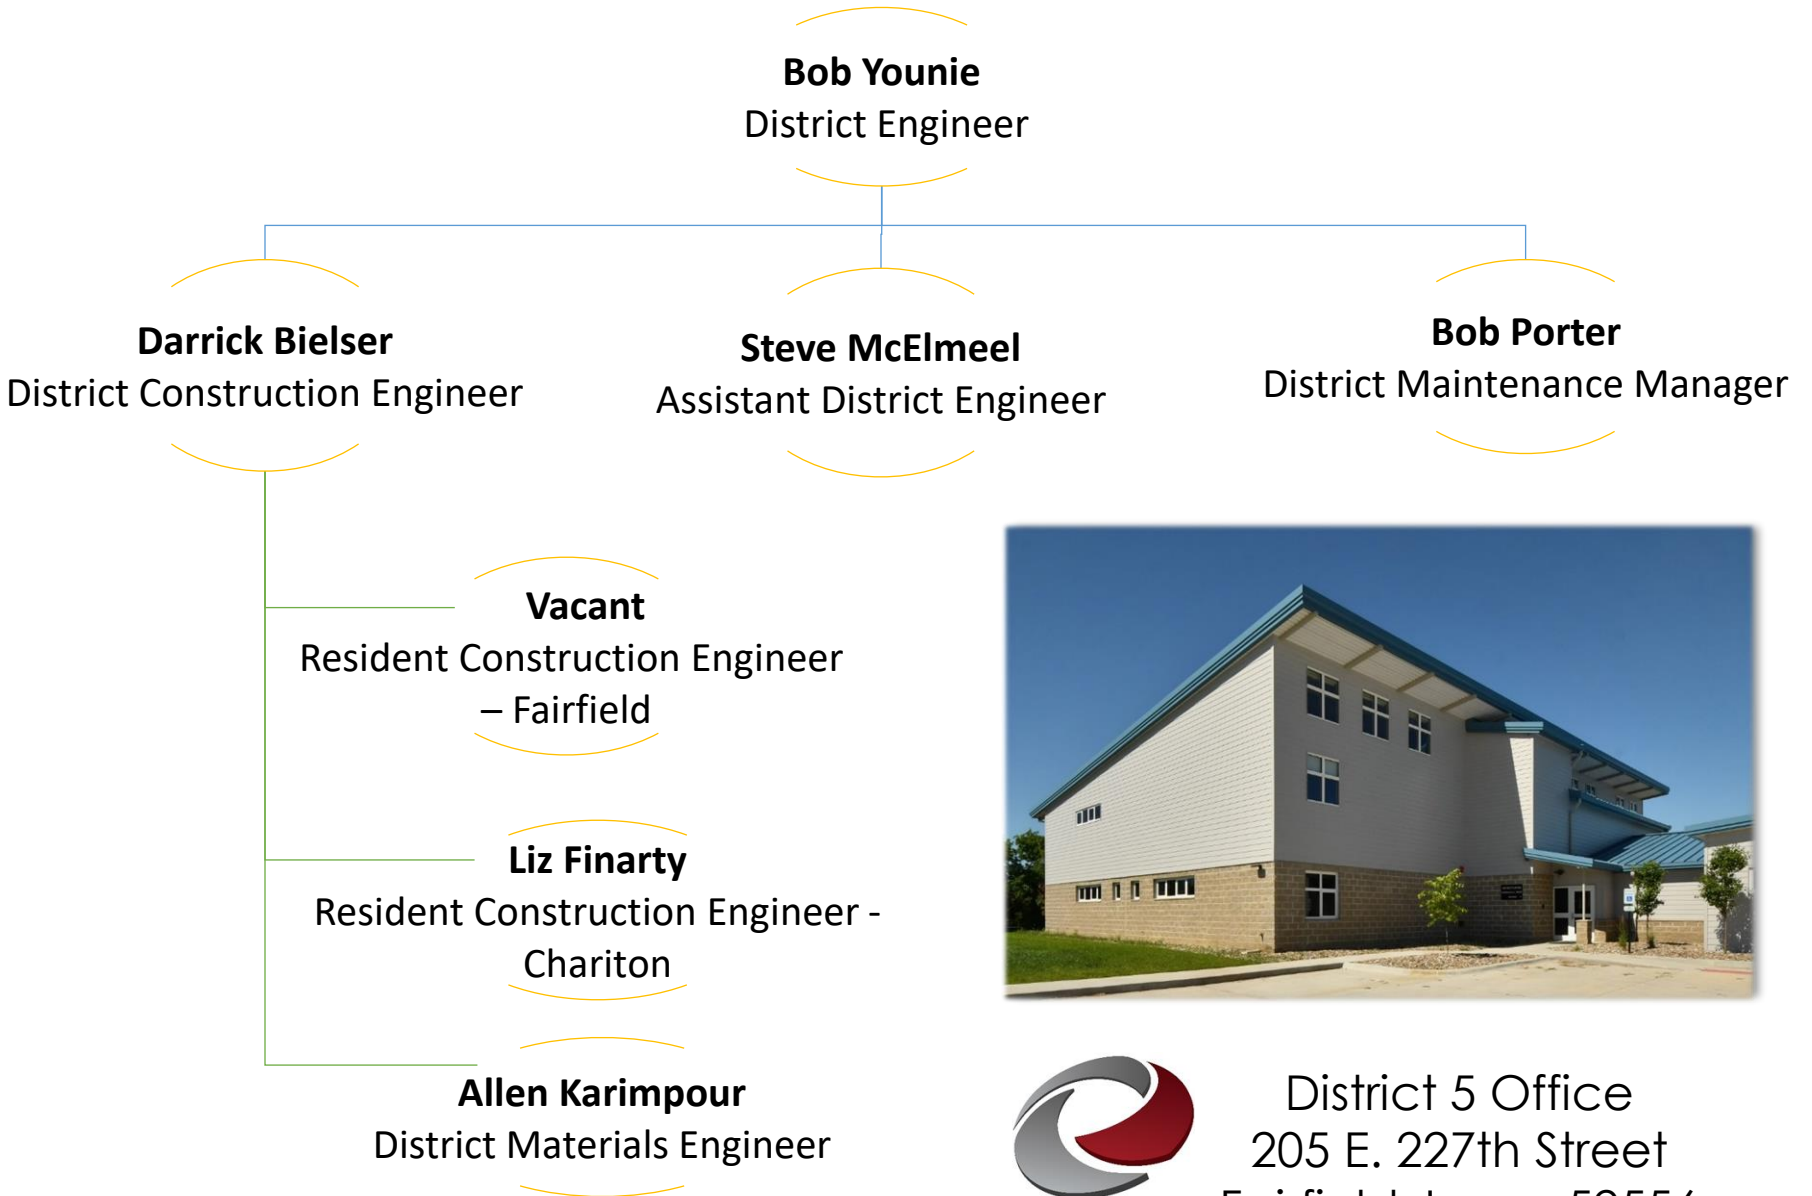 Bob Younie
District Engineer
Darrick Bielser
District Construction Engineer
Steve McElmeel
Assistant District Engineer
Bob Porter
District Maintenance Manager
Vacant
Resident Construction Engineer
– Fairfield
Liz Finarty
Resident Construction Engineer -
Chariton
Allen Karimpour
District Materials Engineer
District 5 Office
205 E. 227th Street